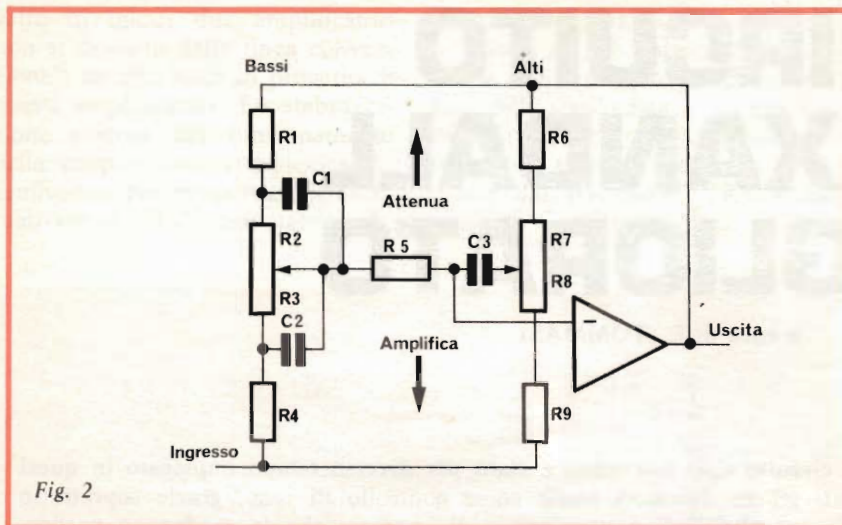 Bassi
Alti
R1
R6
C1
Attenua
R2
R7
R 5
C3
R3
R8
C2
Amplifica
−
Uscita
R4
R9
Ingresso
Fig. 2